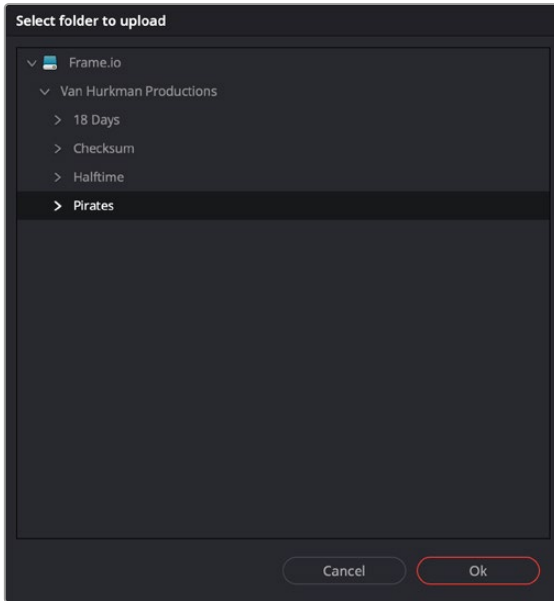 Select folder to upload
Frame.io
Van Hurkman Productions
18 Days
Checksum
Halftime
Pirates
Cancel Ok